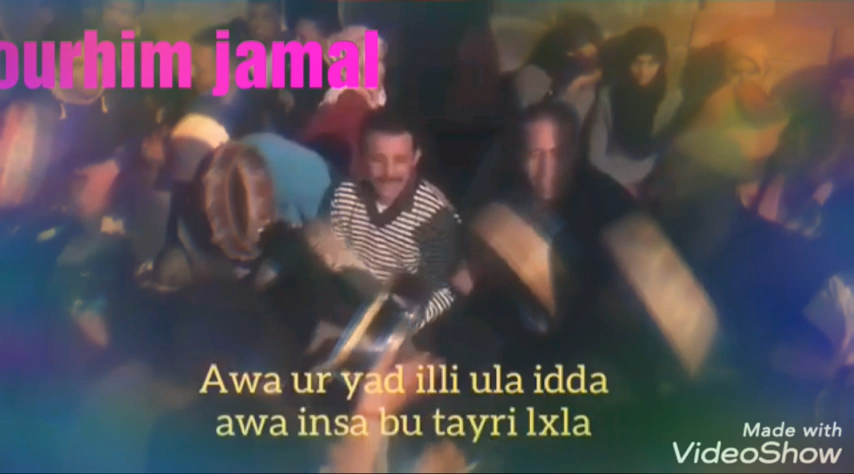 ourhim jamal
Awa ur yad illi ula idda
awa insa bu tayri lxla
Made with
VideoShow